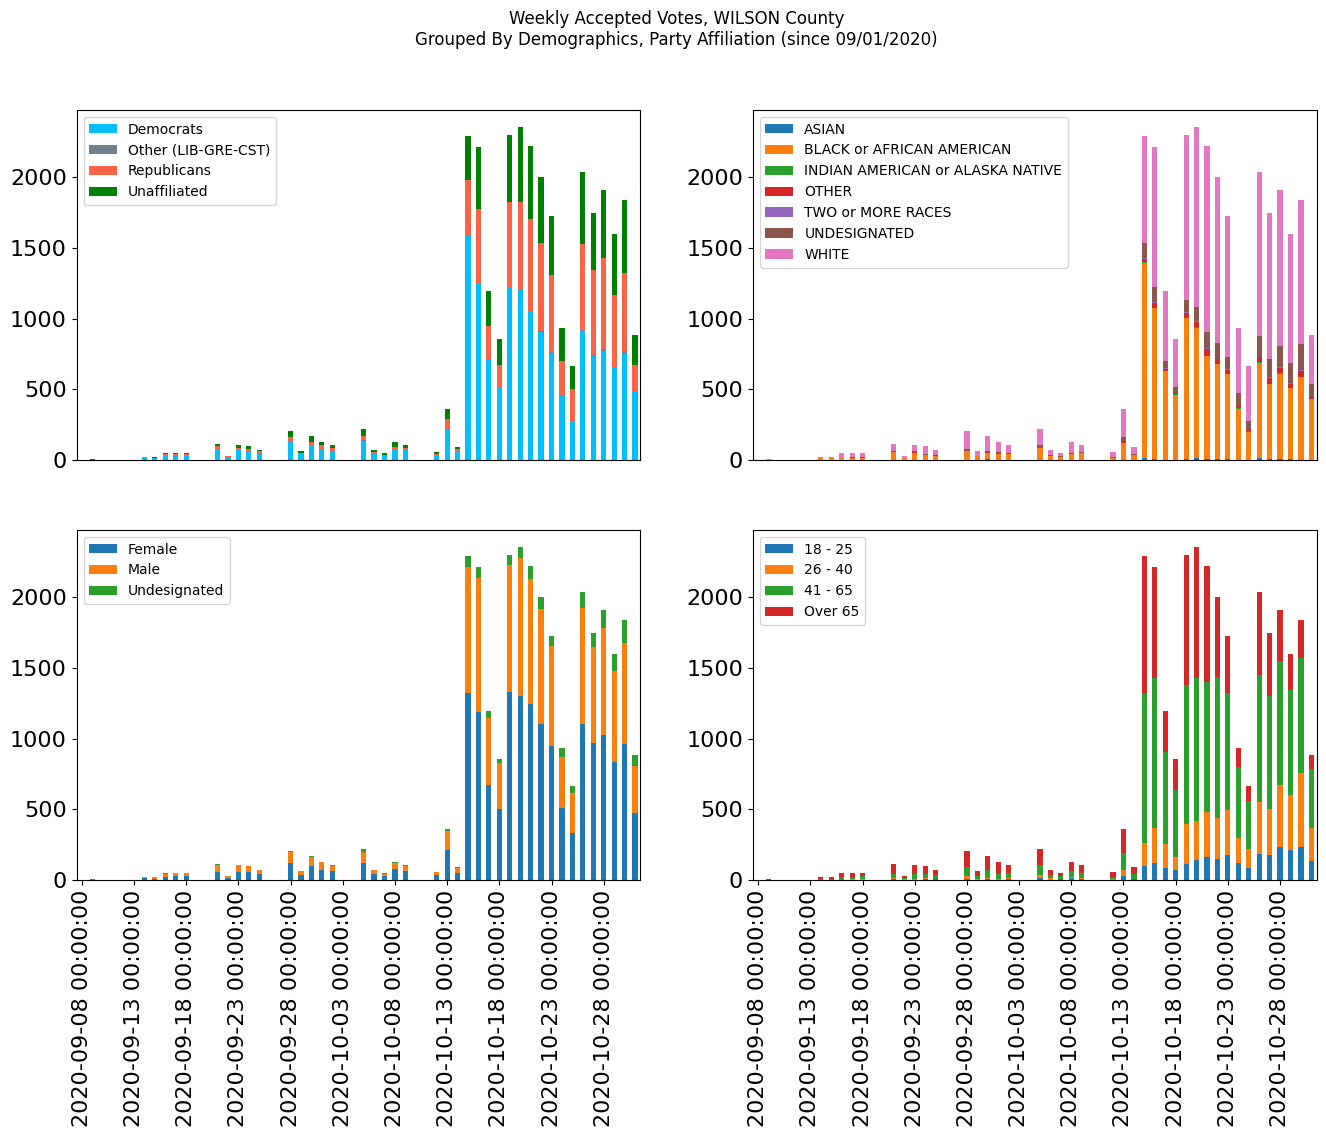 Weekly Accepted Votes, WILSON County
Grouped By Demographics, Party Affiliation (since 09/01/2020)
Democrats
Other (LIB-GRE-CST)
Republicans
Unaffiliated
2000
1500
1000
500
0
ASIAN
BLACK or AFRICAN AMERICAN
INDIAN AMERICAN or ALASKA NATIVE
OTHER
TWO or MORE RACES
UNDESIGNATED
WHITE
2000
1500
1000
500
0
Female
Male
Undesignated
2000
1500
1000
500
0
2020-09-08 00:00:00
2020-09-13 00:00:00
2020-09-18 00:00:00
2020-09-23 00:00:00
2020-09-28 00:00:00
2020-10-03 00:00:00
2020-10-08 00:00:00
2020-10-13 00:00:00
2020-10-18 00:00:00
2020-10-23 00:00:00
2020-10-28 00:00:00
18 - 25
26 - 40
41 - 65
Over 65
2000
1500
1000
500
0
2020-09-08 00:00:00
2020-09-13 00:00:00
2020-09-18 00:00:00
2020-09-23 00:00:00
2020-09-28 00:00:00
2020-10-03 00:00:00
2020-10-08 00:00:00
2020-10-13 00:00:00
2020-10-18 00:00:00
2020-10-23 00:00:00
2020-10-28 00:00:00